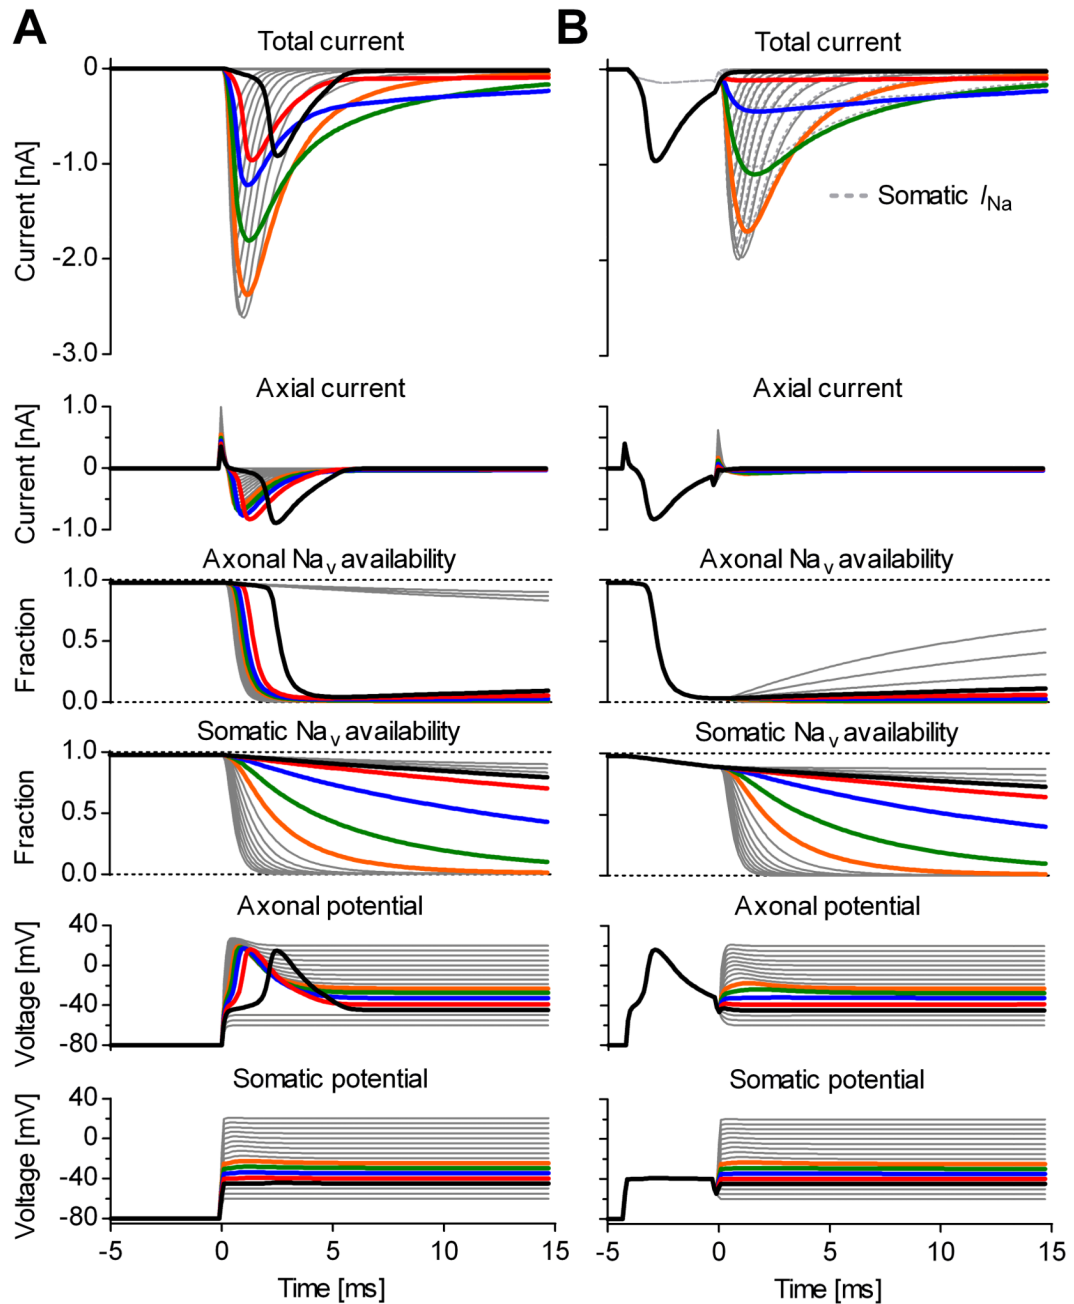 A
B
Total current
Total current
0
-1.0
-2.0
-3.0
Current [nA]
Somatic INa
Axial current
Axial current
1.0
0
-1.0
Current [nA]
Axonal Nav availability
Axonal Nav availability
1.0
0.5
0.0
Fraction
Somatic Nav availability
Somatic Nav availability
1.0
0.5
0.0
Fraction
Axonal potential
Axonal potential
40
0
-40
-80
Voltage [mV]
Somatic potential
Somatic potential
40
0
-40
-80
Voltage [mV]
-5 0 5 10 15
-5 0 5 10 15
Time [ms]
Time [ms]